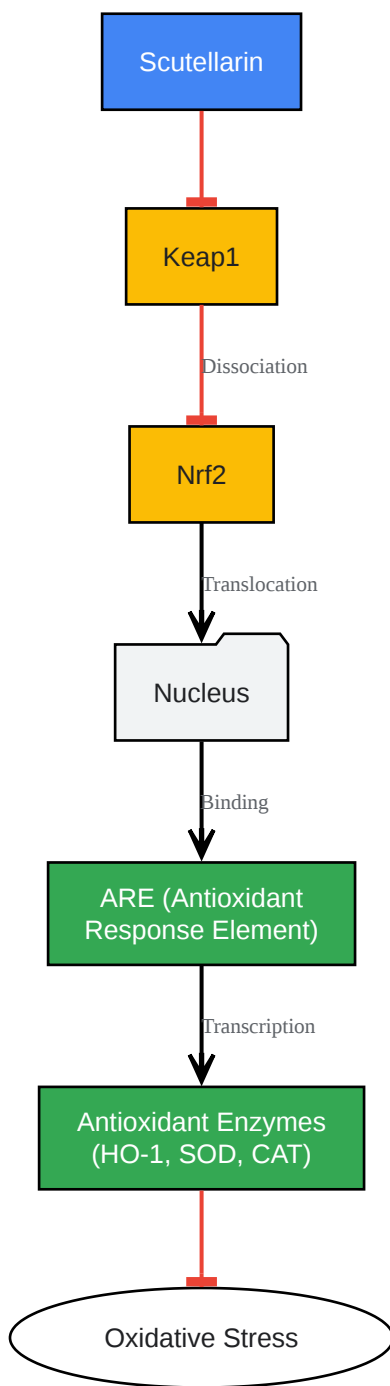 Scutellarin
Keap1
Dissociation
Nrf2
Translocation
Nucleus
Binding
ARE (Antioxidant
Response Element)
Transcription
Antioxidant Enzymes
(HO-1, SOD, CAT)
Oxidative Stress